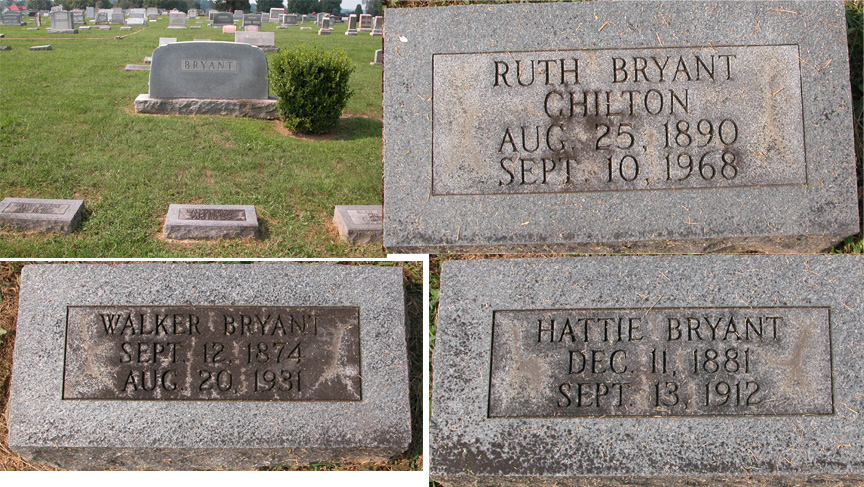 BRYANT
RUTH BRYANT
CHILTON
AUG. 25, 1890
SEPT. 10, 1968
WALKER BRYANT
SEPT. 12, 1874
AUG. 20, 1931
HATTIE BRYANT
DEC. 11, 1881
SEPT. 13, 1912